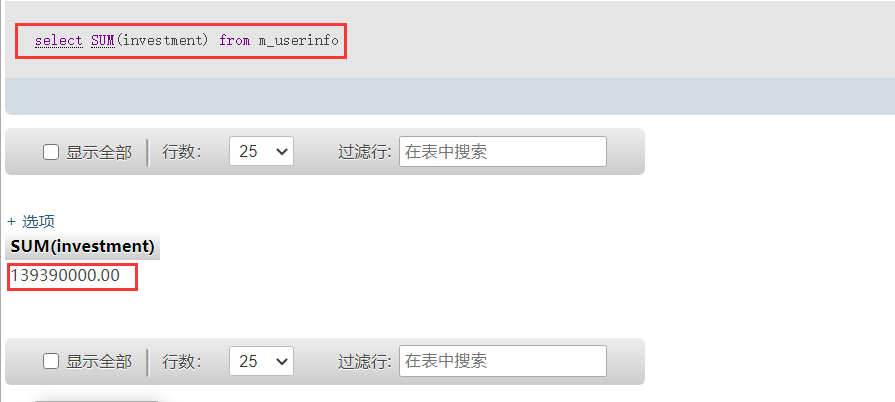 select SUM(investment) from m_userinfo
显示全部 行数： 25 过滤行: 在表中搜索
+ 选项
SUM(investment)
139390000.00
显示全部 行数： 25 过滤行: 在表中搜索